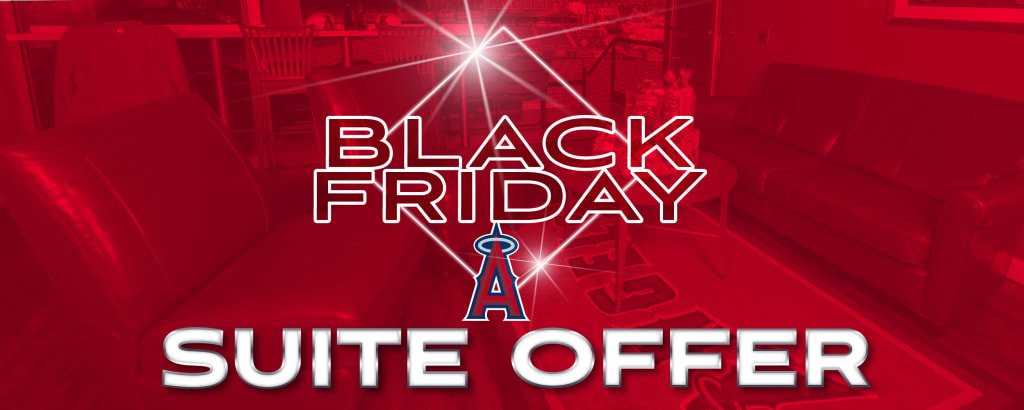 BLACK
FRIDAY
A
SUITE OFFER